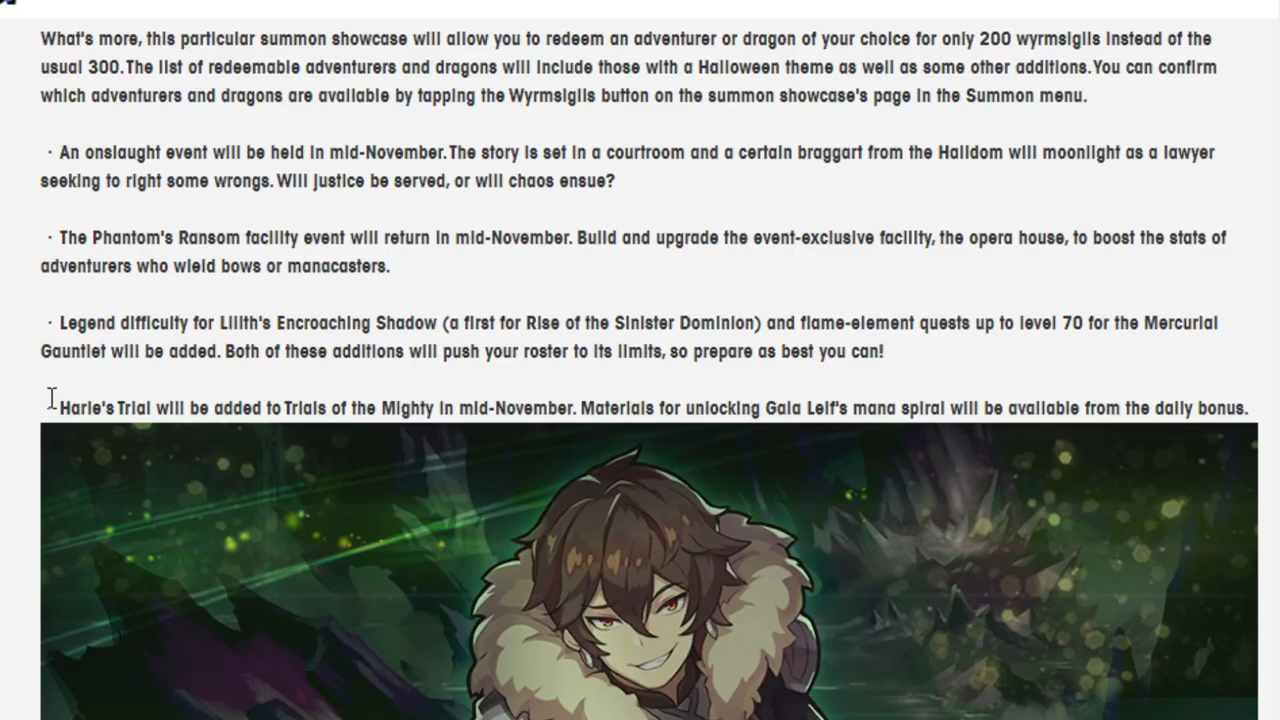 What's more, this particular summon showcase will allow you to redeem an adventurer or dragon of your choice for only 200 wyrmsigils instead of the
usual 300. The list of redeemable adventurers and dragons will include those with a Halloween theme as well as some other additions. You can confirm
which adventurers and dragons are available by tapping the Wyrmsigils button on the summon showcase's page in the Summon menu.
· An onslaught event will be held in mid-November. The story is set in a courtroom and a certain braggart from the Halidom will moonlight as a lawyer
seeking to right some wrongs. Will justice be served, or will chaos ensue?
· The Phantom's Ransom facility event will return in mid-November. Build and upgrade the event-exclusive facility, the opera house, to boost the stats of
adventurers who wield bows or manacasters.
· Legend difficulty for Lilith's Encroaching Shadow (a first for Rise of the Sinister Dominion) and flame-element quests up to level 70 for the Mercurial
Gauntlet will be added. Both of these additions will push your roster to its limits, so prepare as best you can!
Harle's Trial will be added to Trials of the Mighty in mid-November. Materials for unlocking Gala Leif's mana spiral will be available from the daily bonus.